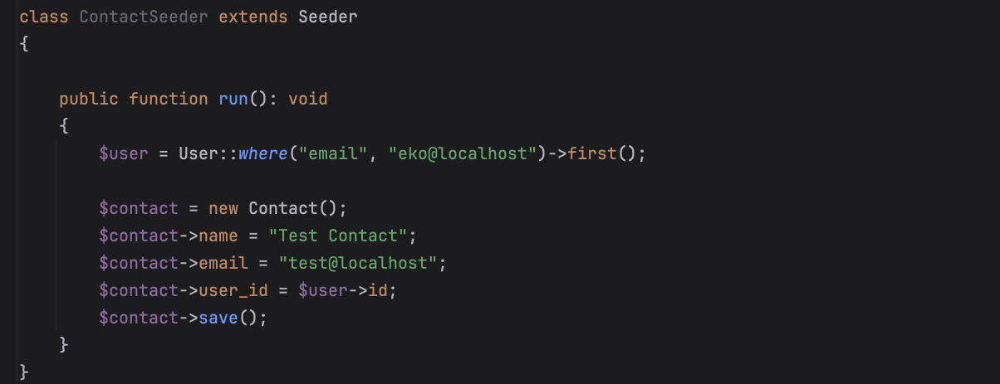 class ContactSeeder extends Seeder
{
    public function run(): void
    {
        $user = User::where("email", "eko@localhost")->first();
        $contact = new Contact();
        $contact->name = "Test Contact";
        $contact->email = "test@localhost";
        $contact->user_id = $user->id;
        $contact->save();
    }
}